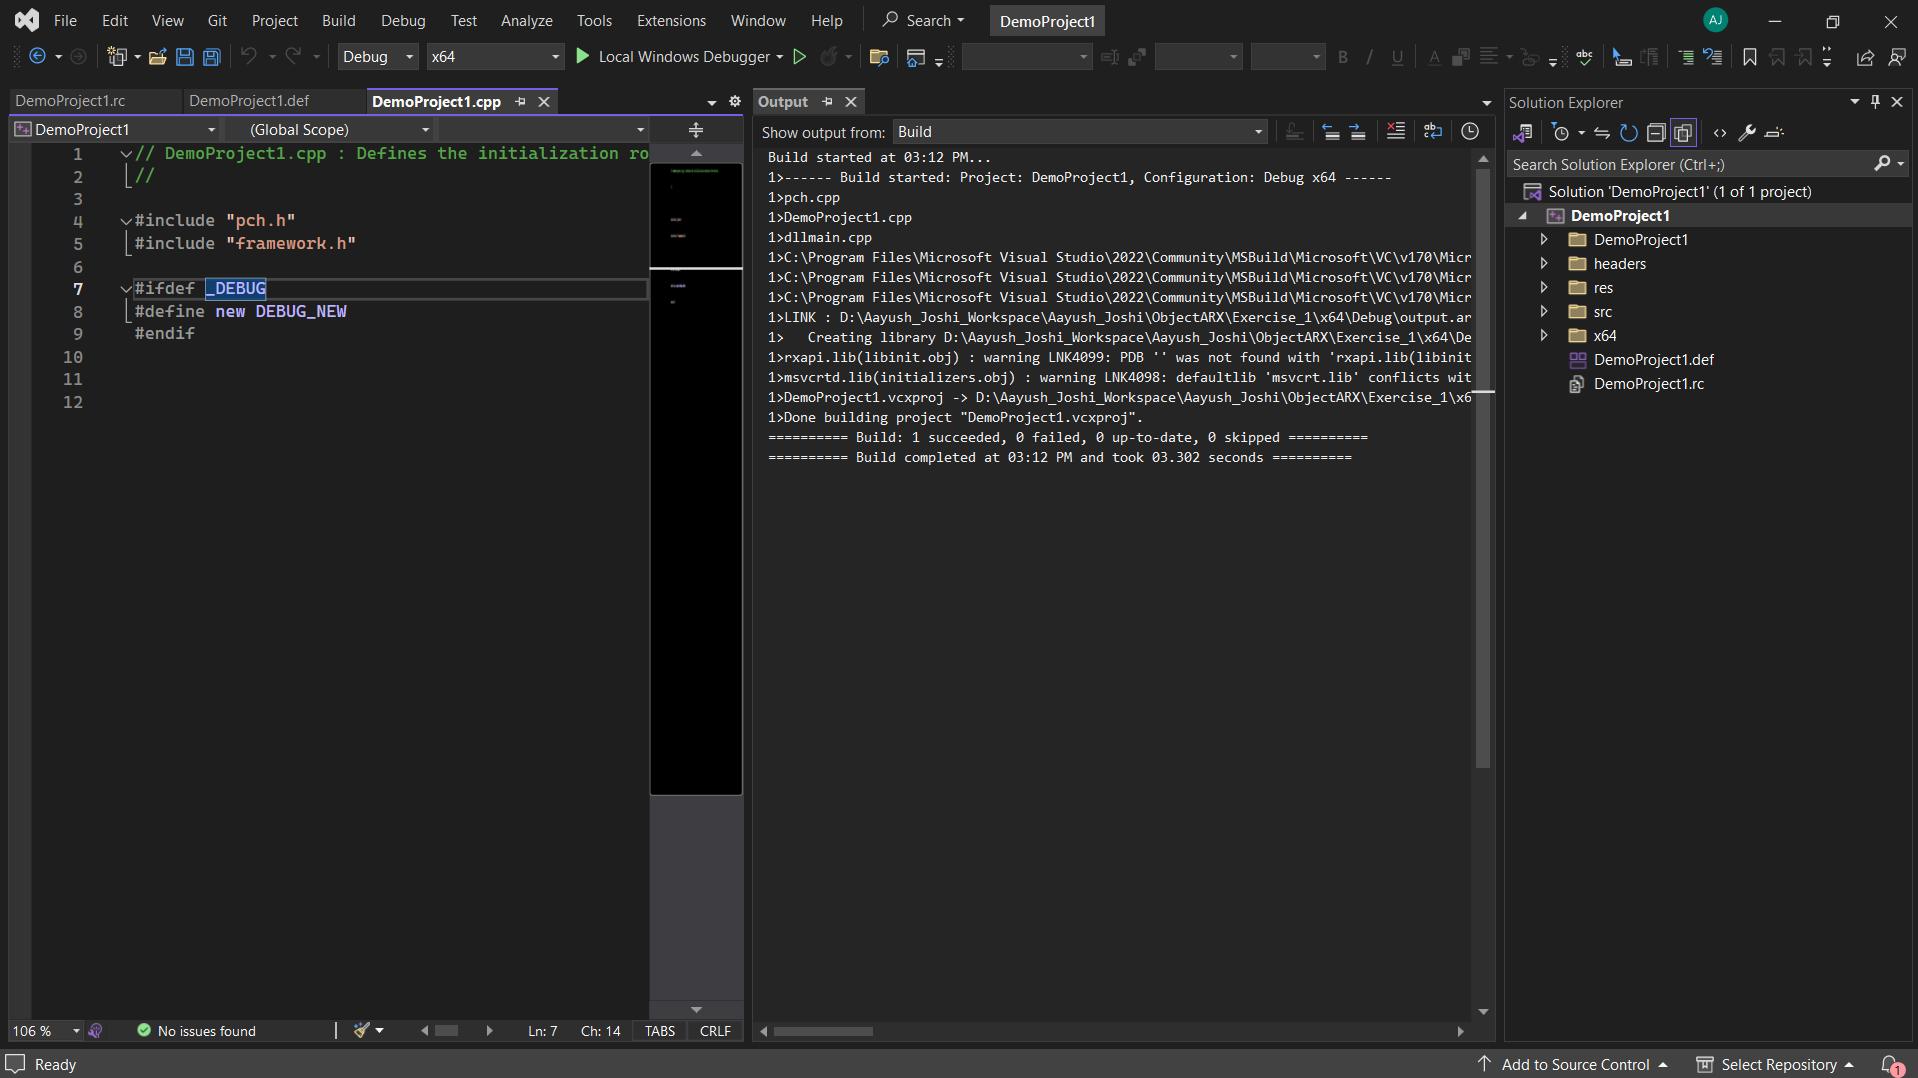 File Edit View Git Project Build Debug Test Analyze Tools Extensions Window Help Search DemoProject1 AJ
Debug x64 Local Windows Debugger
DemoProject1.rc DemoProject1.def DemoProject1.cpp
DemoProject1 (Global Scope)
1 // DemoProject1.cpp : Defines the initialization ro
2 //
3
4 #include "pch.h"
5 #include "framework.h"
6
7 #ifdef _DEBUG
8 #define new DEBUG_NEW
9 #endif
10
11
12
106 % No issues found Ln: 7 Ch: 14 TABS CRLF
Output
Show output from: Build
Build started at 03:12 PM...
1>------ Build started: Project: DemoProject1, Configuration: Debug x64 ------
1>pch.cpp
1>DemoProject1.cpp
1>dllmain.cpp
1>C:\Program Files\Microsoft Visual Studio\2022\Community\MSBuild\Microsoft\VC\v170\Micr
1>C:\Program Files\Microsoft Visual Studio\2022\Community\MSBuild\Microsoft\VC\v170\Micr
1>C:\Program Files\Microsoft Visual Studio\2022\Community\MSBuild\Microsoft\VC\v170\Micr
1>LINK : D:\Aayush_Joshi_Workspace\Aayush_Joshi\ObjectARX\Exercise_1\x64\Debug\output.ar
1>   Creating library D:\Aayush_Joshi_Workspace\Aayush_Joshi\ObjectARX\Exercise_1\x64\De
1>rxapi.lib(libinit.obj) : warning LNK4099: PDB '' was not found with 'rxapi.lib(libinit
1>msvcrtd.lib(initializers.obj) : warning LNK4098: defaultlib 'msvcrt.lib' conflicts wit
1>DemoProject1.vcxproj -> D:\Aayush_Joshi_Workspace\Aayush_Joshi\ObjectARX\Exercise_1\x6
1>Done building project "DemoProject1.vcxproj".
========== Build: 1 succeeded, 0 failed, 0 up-to-date, 0 skipped ==========
========== Build completed at 03:12 PM and took 03.302 seconds ==========
Solution Explorer
Search Solution Explorer (Ctrl+;)
Solution 'DemoProject1' (1 of 1 project)
DemoProject1
DemoProject1
headers
res
src
x64
DemoProject1.def
DemoProject1.rc
Ready Add to Source Control Select Repository 1